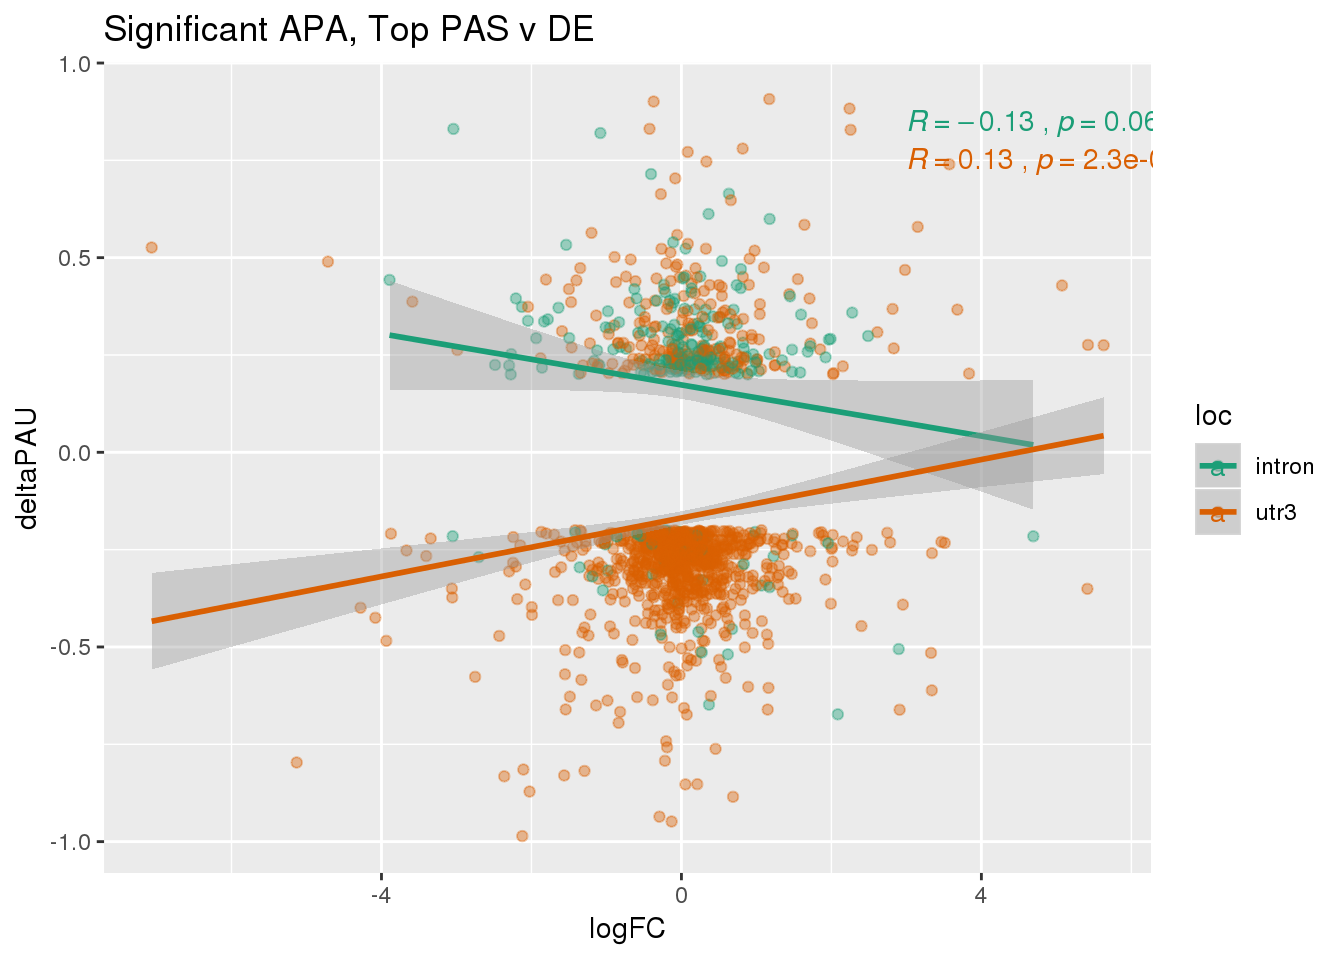 Significant APA, Top PAS v DE
1.0
0.5
0.0
-0.5
-1.0
deltaPAU
R = −0.13 , p = 0.06
R = 0.13 , p = 2.3e-0
-4
0
4
logFC
loc
a intron
a utr3